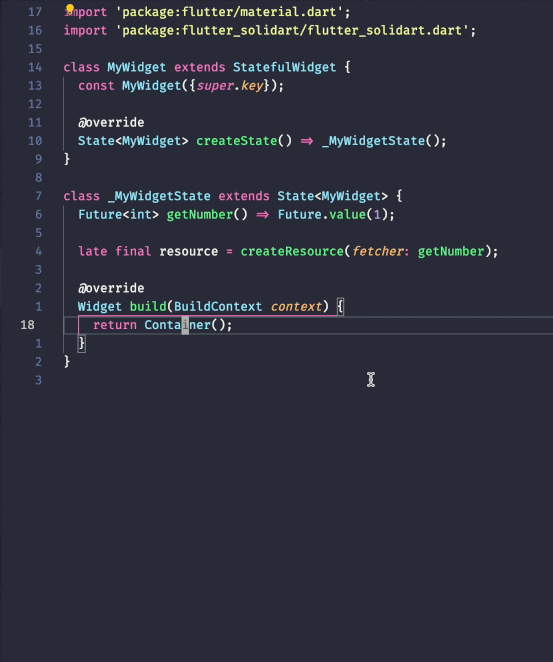 17 import 'package:flutter/material.dart';
16 import 'package:flutter_solidart/flutter_solidart.dart';
15
14 class MyWidget extends StatefulWidget {
13   const MyWidget({super.key});
12
11   @override
10   State<MyWidget> createState() => _MyWidgetState();
9 }
8
7 class _MyWidgetState extends State<MyWidget> {
6   Future<int> getNumber() => Future.value(1);
5
4   late final resource = createResource(fetcher: getNumber);
3
2   @override
1   Widget build(BuildContext context) {
18     return Container();
1   }
2 }
3